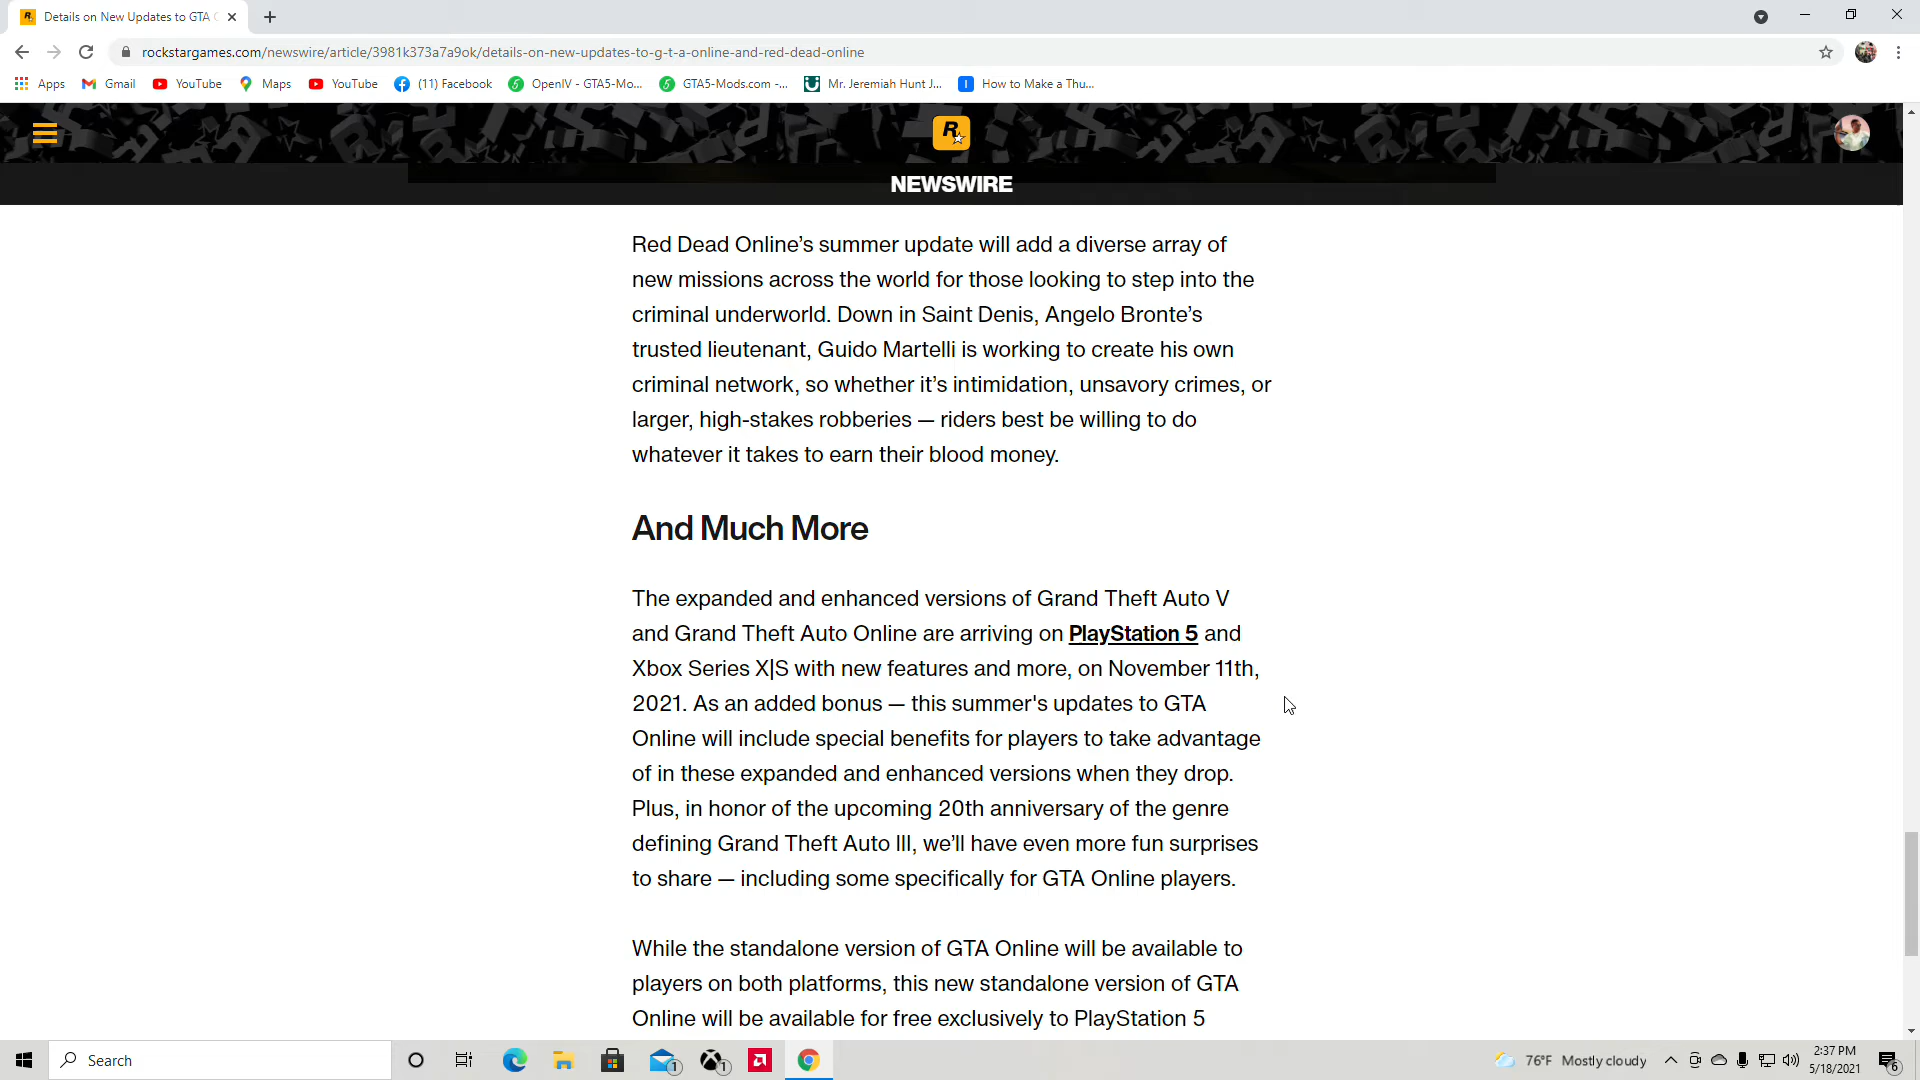 Details on New Updates to GTA O
rockstargames.com/newswire/article/3981k373a7a9ok/details-on-new-updates-to-g-t-a-online-and-red-dead-online
Apps
Gmail
YouTube
Maps
YouTube
(11) Facebook
OpenIV - GTA5-Mo...
GTA5-Mods.com -...
Mr. Jeremiah Hunt J...
How to Make a Thu...
NEWSWIRE
Red Dead Online’s summer update will add a diverse array of
new missions across the world for those looking to step into the
criminal underworld. Down in Saint Denis, Angelo Bronte’s
trusted lieutenant, Guido Martelli is working to create his own
criminal network, so whether it’s intimidation, unsavory crimes, or
larger, high-stakes robberies — riders best be willing to do
whatever it takes to earn their blood money.
And Much More
The expanded and enhanced versions of Grand Theft Auto V
and Grand Theft Auto Online are arriving on PlayStation 5 and
Xbox Series X|S with new features and more, on November 11th,
2021. As an added bonus — this summer's updates to GTA
Online will include special benefits for players to take advantage
of in these expanded and enhanced versions when they drop.
Plus, in honor of the upcoming 20th anniversary of the genre
defining Grand Theft Auto III, we’ll have even more fun surprises
to share — including some specifically for GTA Online players.
While the standalone version of GTA Online will be available to
players on both platforms, this new standalone version of GTA
Online will be available for free exclusively to PlayStation 5
Search
76°F Mostly cloudy
2:37 PM
5/18/2021